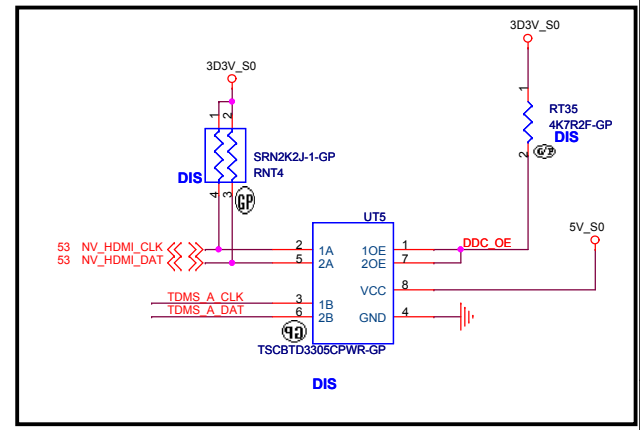 3D3V_S0
3D3V_S0
1
RT35
4K7R2F-GP
DIS
2
G/P
1 2
SRN2K2J-1-GP
RNT4
DIS
4 3
GP
UT5
5V_S0
53 NV_HDMI_CLK 2 1A 1OE 1 DDC_OE
53 NV_HDMI_DAT 5 2A 2OE 7
VCC 8
TDMS_A_CLK 3 1B
TDMS_A_DAT 6 2B GND 4
GP
TSCBTD3305CPWR-GP
DIS